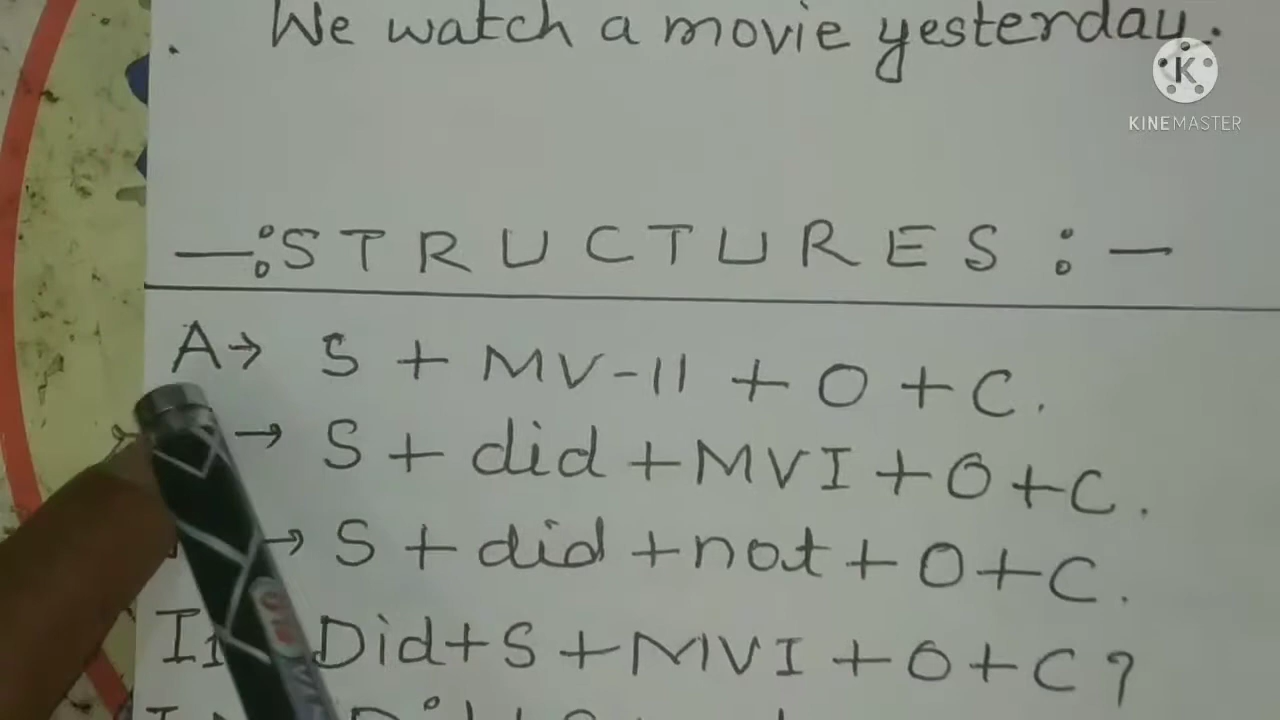 We watch a movie yesterday.
K
KINEMASTER
—:STRUCTURES:—
A→ S + MV-II + O + C.
→ S + did + MVI + O + C.
→ S + did + not + O + C.
Did + S + MVI + O + C?